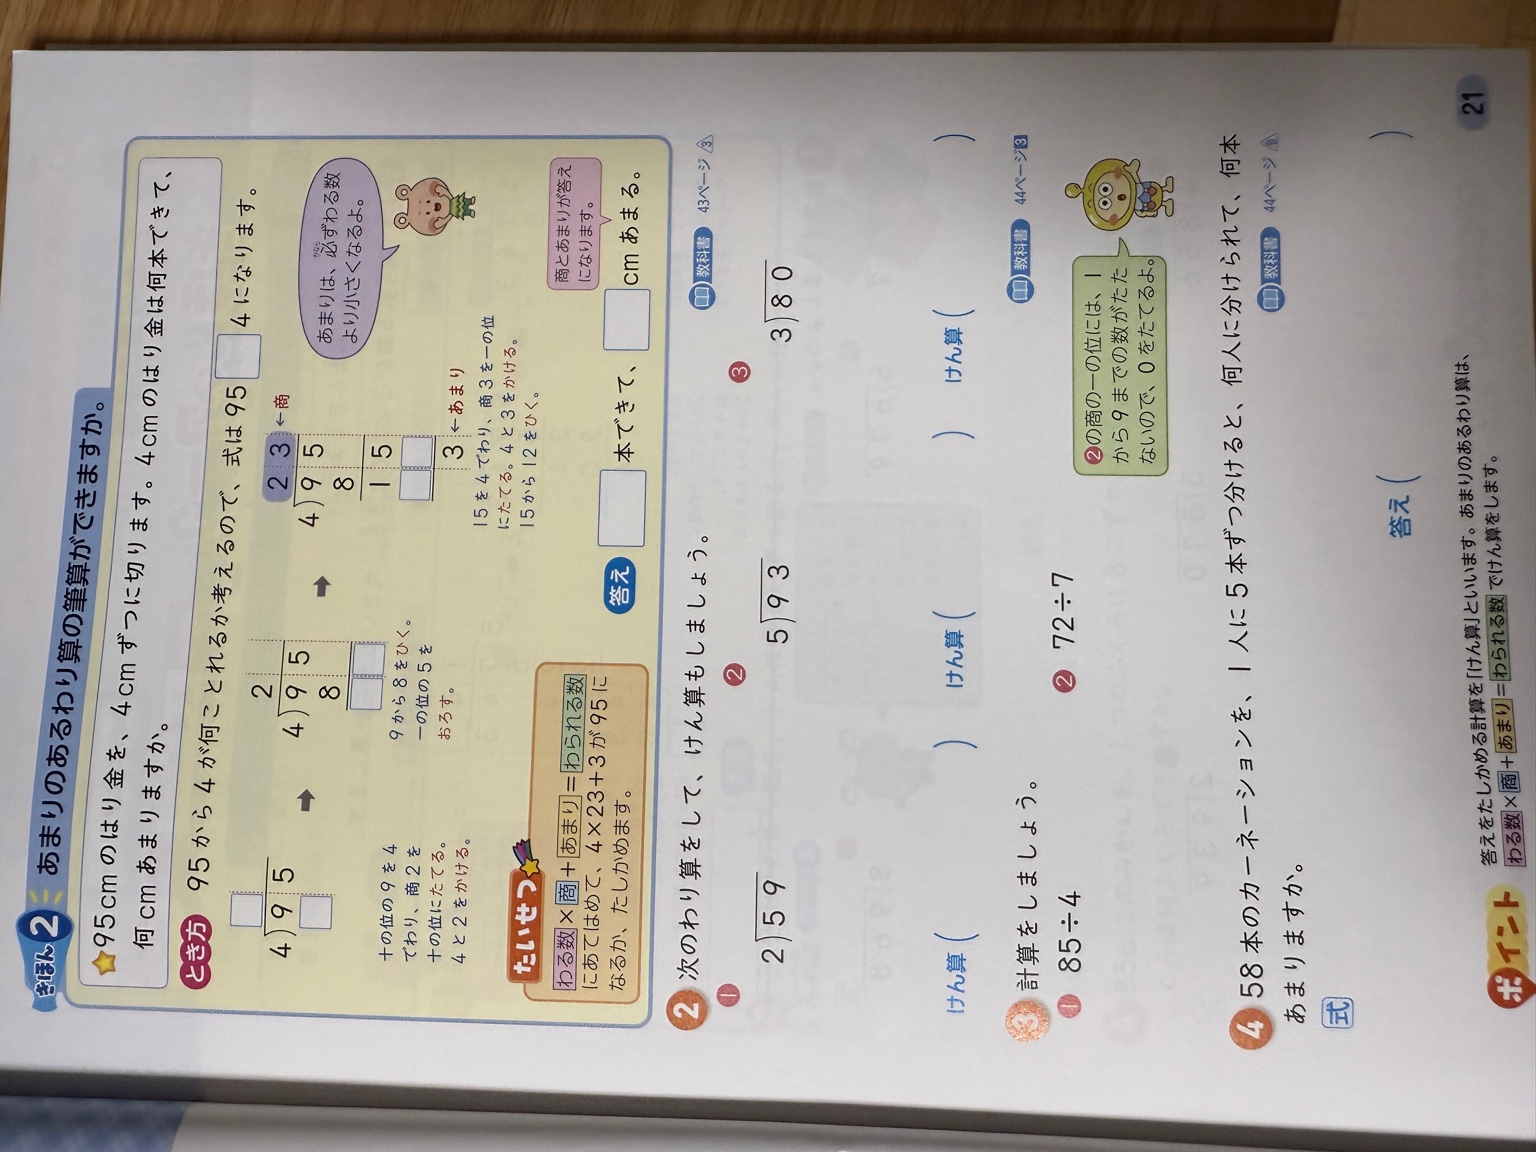 きほん2 あまりのあるわり算の筆算ができますか。
★95cmのはり金を、4cmずつに切ります。4cmのはり金は何本できて、
何cmあまりますか。
とき方 95から4が何ことれるか考えるので、式は95□4になります。
□
4)95
□
十の位の9を4
でわり、商2を
十の位にたてる。
4と2をかける。
➡
2
4)95
8
□□
9から8をひく。
一の位の5を
おろす。
➡
23 ←商
4)95
8
15
□□
3 ←あまり
15を4でわり、商3を一の位
にたてる。4と3をかける。
15から12をひく。
あまりは、必ずわる数
かなら
より小さくなるよ。
たいせつ
わる数×商+あまり=わられる数
にあてはめて、4×23+3が95に
なるか、たしかめます。
商とあまりが答え
になります。
答え □本できて、□cmあまる。
2 次のわり算をして、けん算もしましょう。
教科書 43ページ3
1 2)59
2 5)93
3 3)80
けん算( ) けん算( ) けん算( )
3 計算をしましょう。
教科書 44ページ3
1 85÷4
2 72÷7
2の商の一の位には、1
から9までの数がたた
ないので、0をたてるよ。
4 58本のカーネーションを、1人に5本ずつ分けると、何人に分けられて、何本
あまりますか。
教科書 44ページ
式
答え( )
ポイント
答えをたしかめる計算を「けん算」といいます。あまりのあるわり算は、
わる数×商+あまり=わられる数でけん算をします。
21